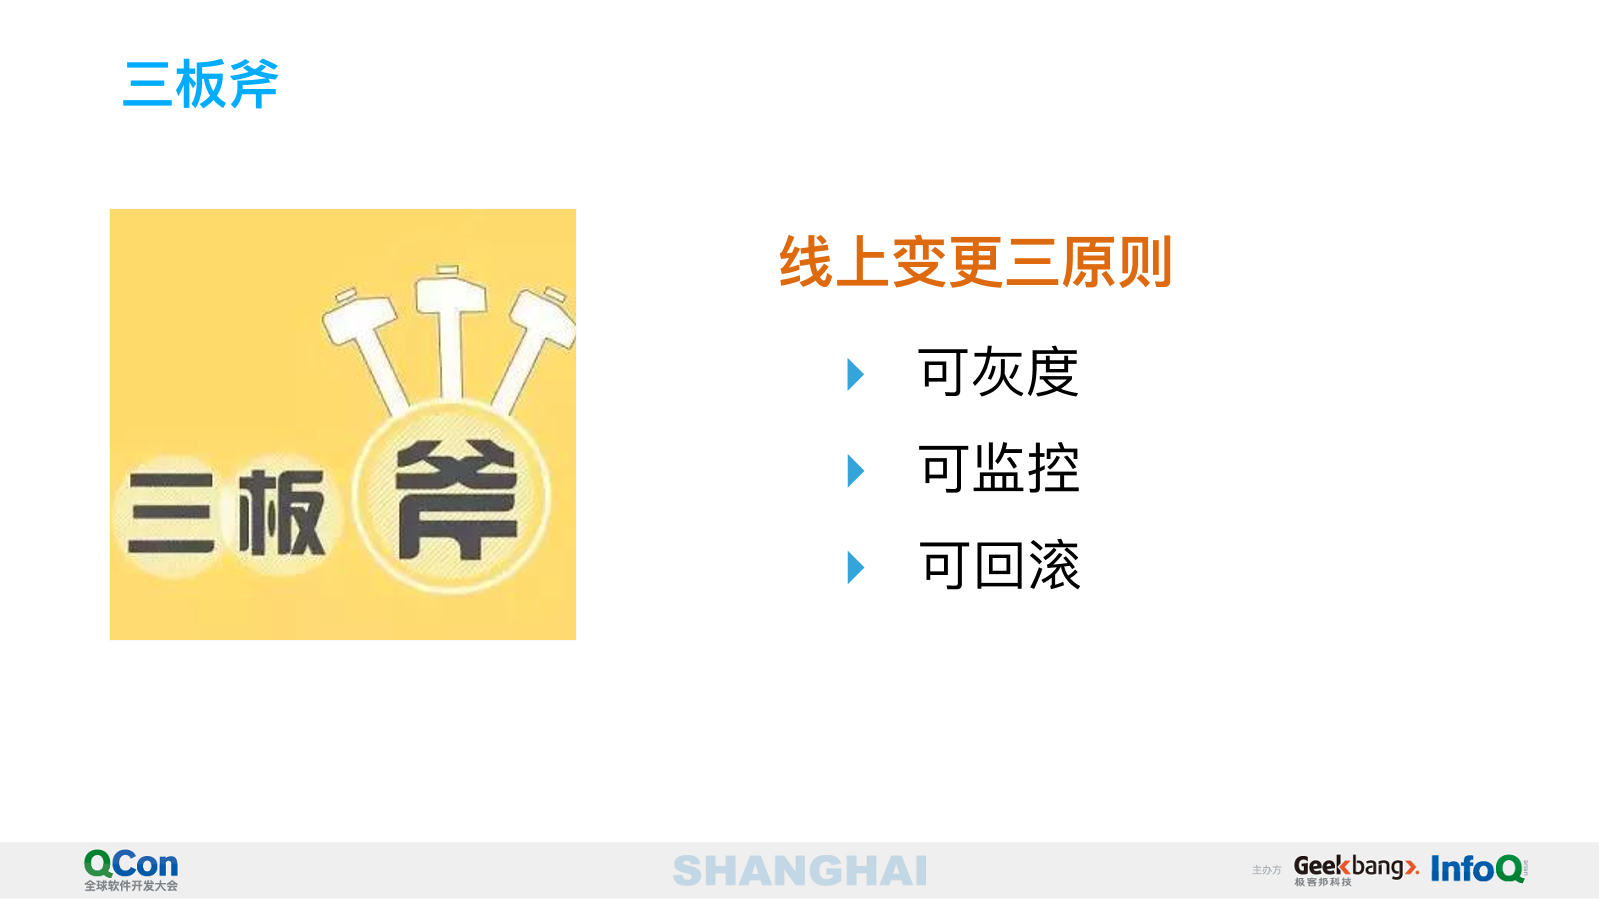 三板斧
三板斧
线上变更三原则
可灰度
可监控
可回滚
QCon
全球软件开发大会
SHANGHAI
主办方
Geekbang>.
极客邦科技
InfoQ